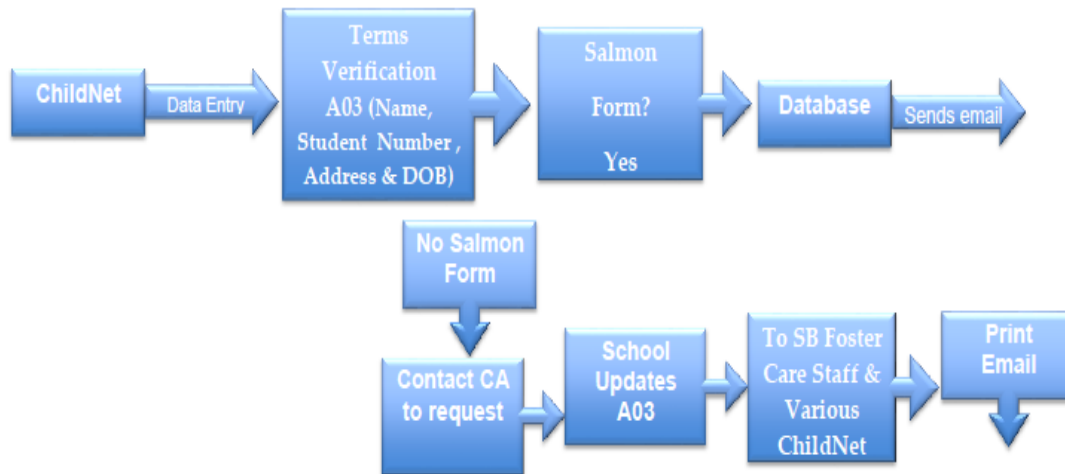 ChildNet
Data Entry
Terms
Verification
A03 (Name,
Student Number ,
Address & DOB)
Salmon
Form?
Yes
Database
Sends email
No Salmon
Form
Contact CA
to request
School
Updates
A03
To SB Foster
Care Staff &
Various
ChildNet
Print
Email